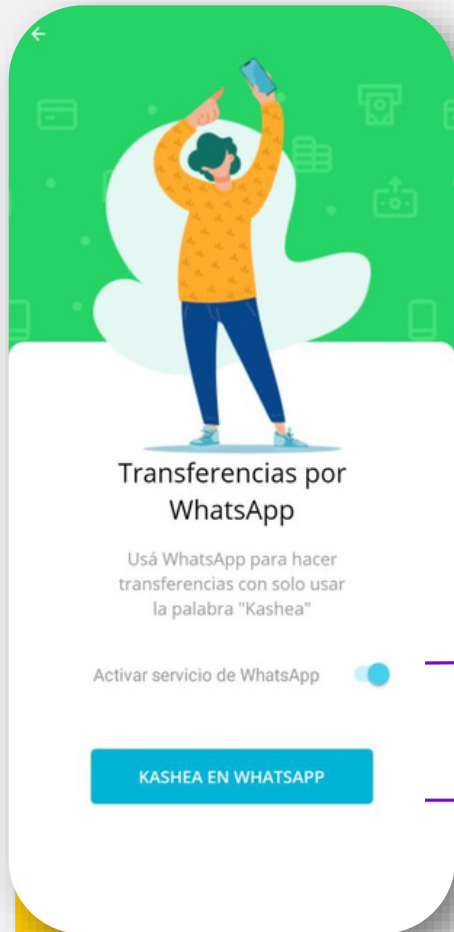 Transferencias por
WhatsApp
Usá WhatsApp para hacer
transferencias con solo usar
la palabra "Kashea"
Activar servicio de WhatsApp
KASHEA EN WHATSAPP